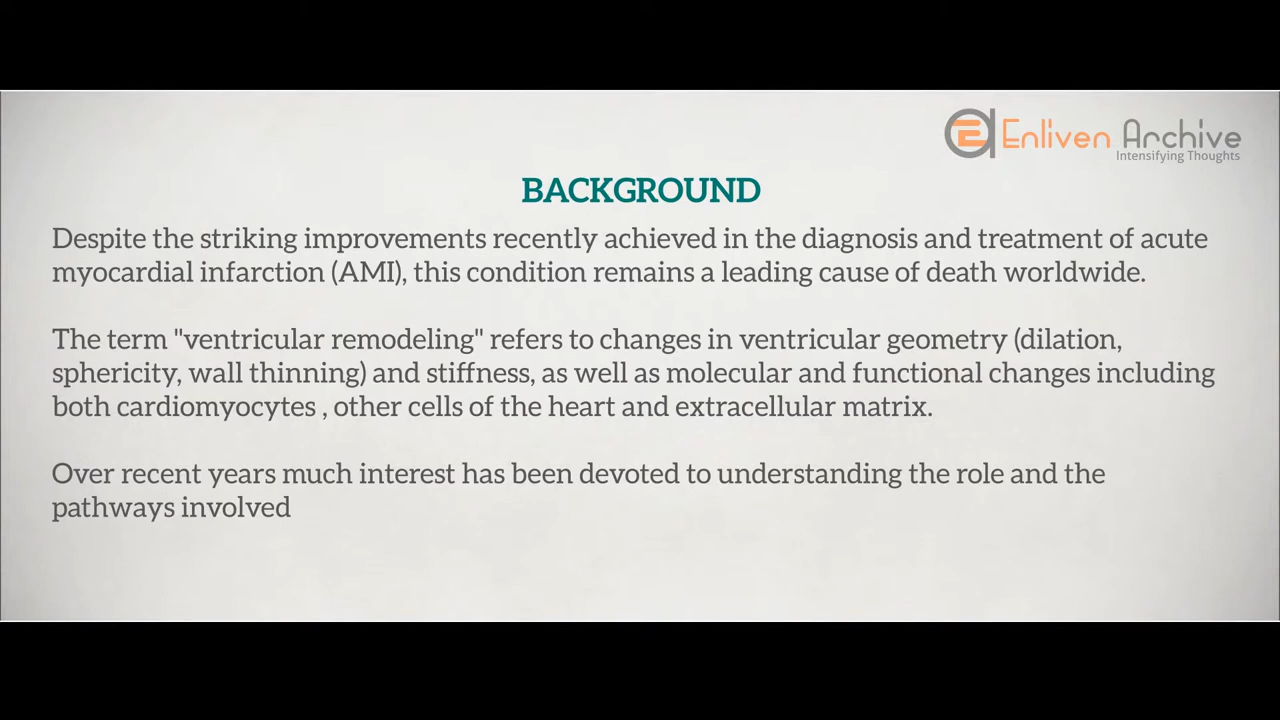 Enliven Archive
Intensifying Thoughts
BACKGROUND
Despite the striking improvements recently achieved in the diagnosis and treatment of acute
myocardial infarction (AMI), this condition remains a leading cause of death worldwide.
The term "ventricular remodeling" refers to changes in ventricular geometry (dilation,
sphericity, wall thinning) and stiffness, as well as molecular and functional changes including
both cardiomyocytes , other cells of the heart and extracellular matrix.
Over recent years much interest has been devoted to understanding the role and the
pathways involved